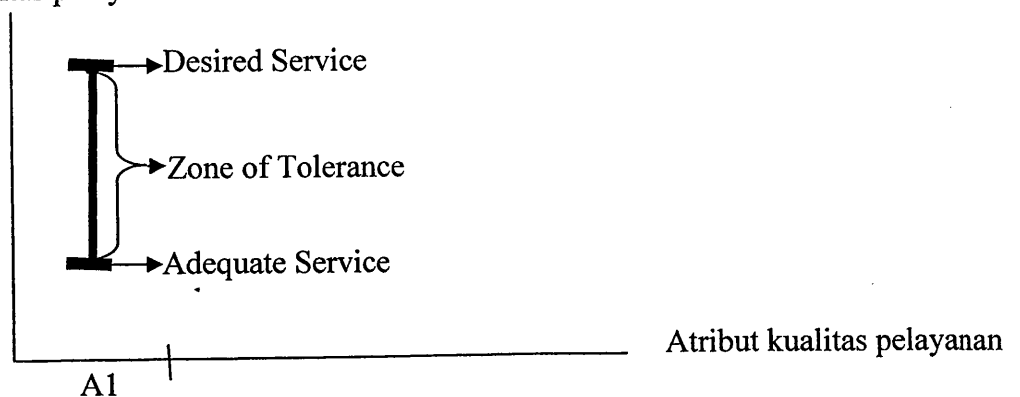 Desired Service
Zone of Tolerance
Adequate Service
Atribut kualitas pelayanan
A1